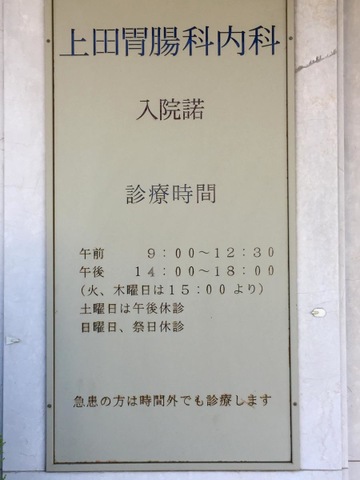 上田胃腸科内科
入院諾
診療時間
午前　9：00～12：30
午後　14：00～18：00
（火、木曜日は15：00より）
土曜日は午後休診
日曜日、祭日休診
急患の方は時間外でも診療します